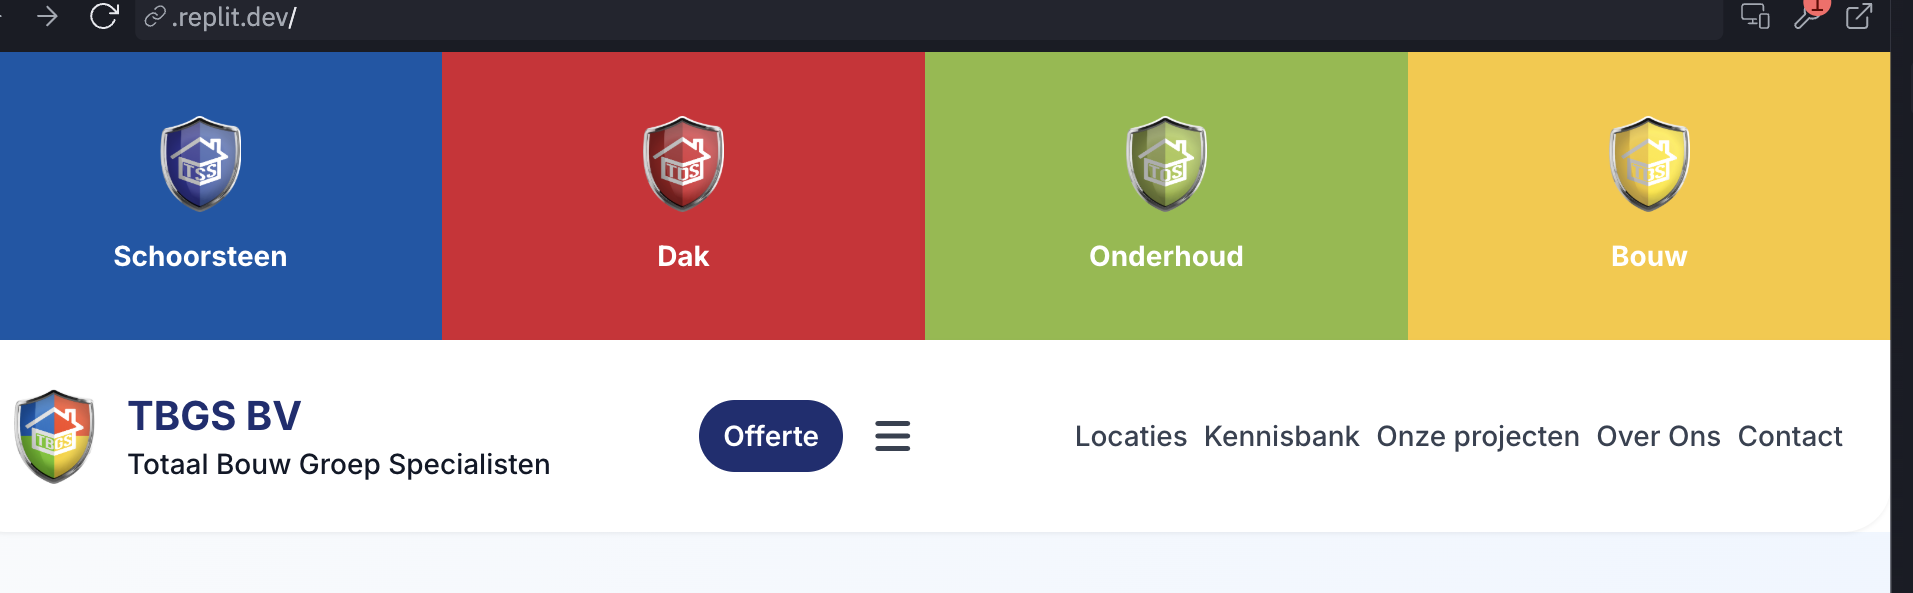 .replit.dev/
1
TSS
TDS
TOS
TBS
Schoorsteen
Dak
Onderhoud
Bouw
TBGS
TBGS BV
Totaal Bouw Groep Specialisten
Offerte
Locaties Kennisbank Onze projecten Over Ons Contact